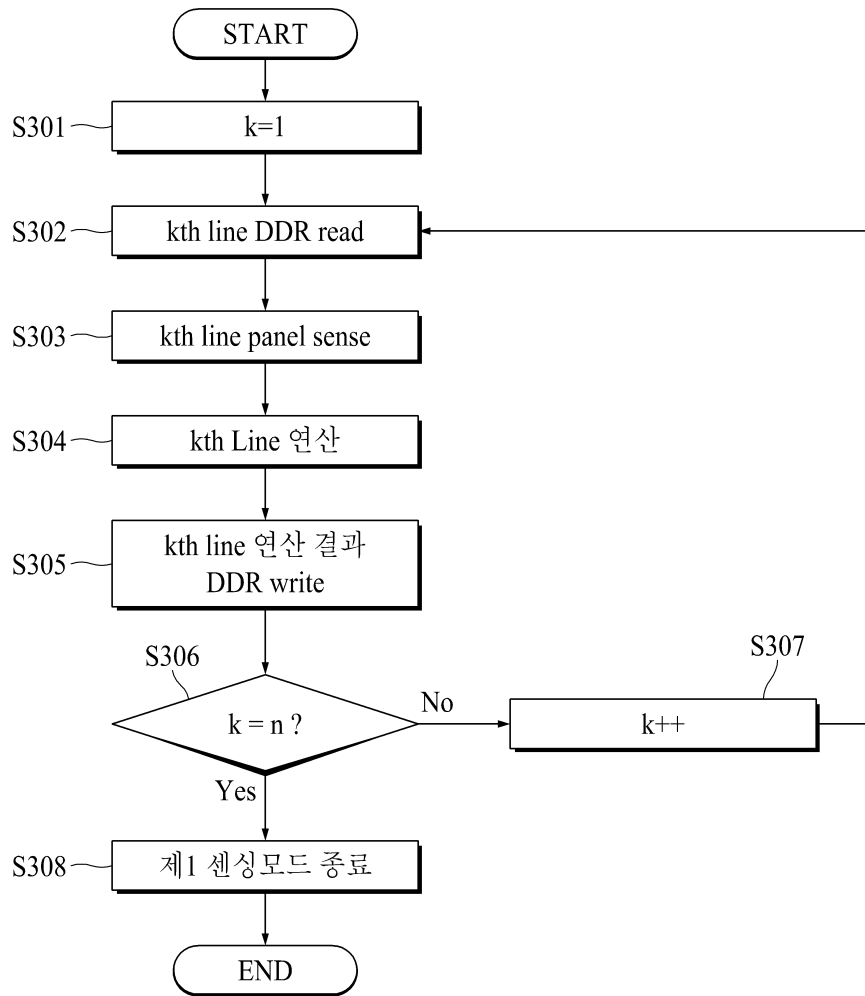 START
S301
k=1
S302
kth line DDR read
S303
kth line panel sense
S304
kth Line 연산
S305
kth line 연산 결과
DDR write
S306
k = n ?
No
S307
k++
Yes
S308
제1 센싱모드 종료
END